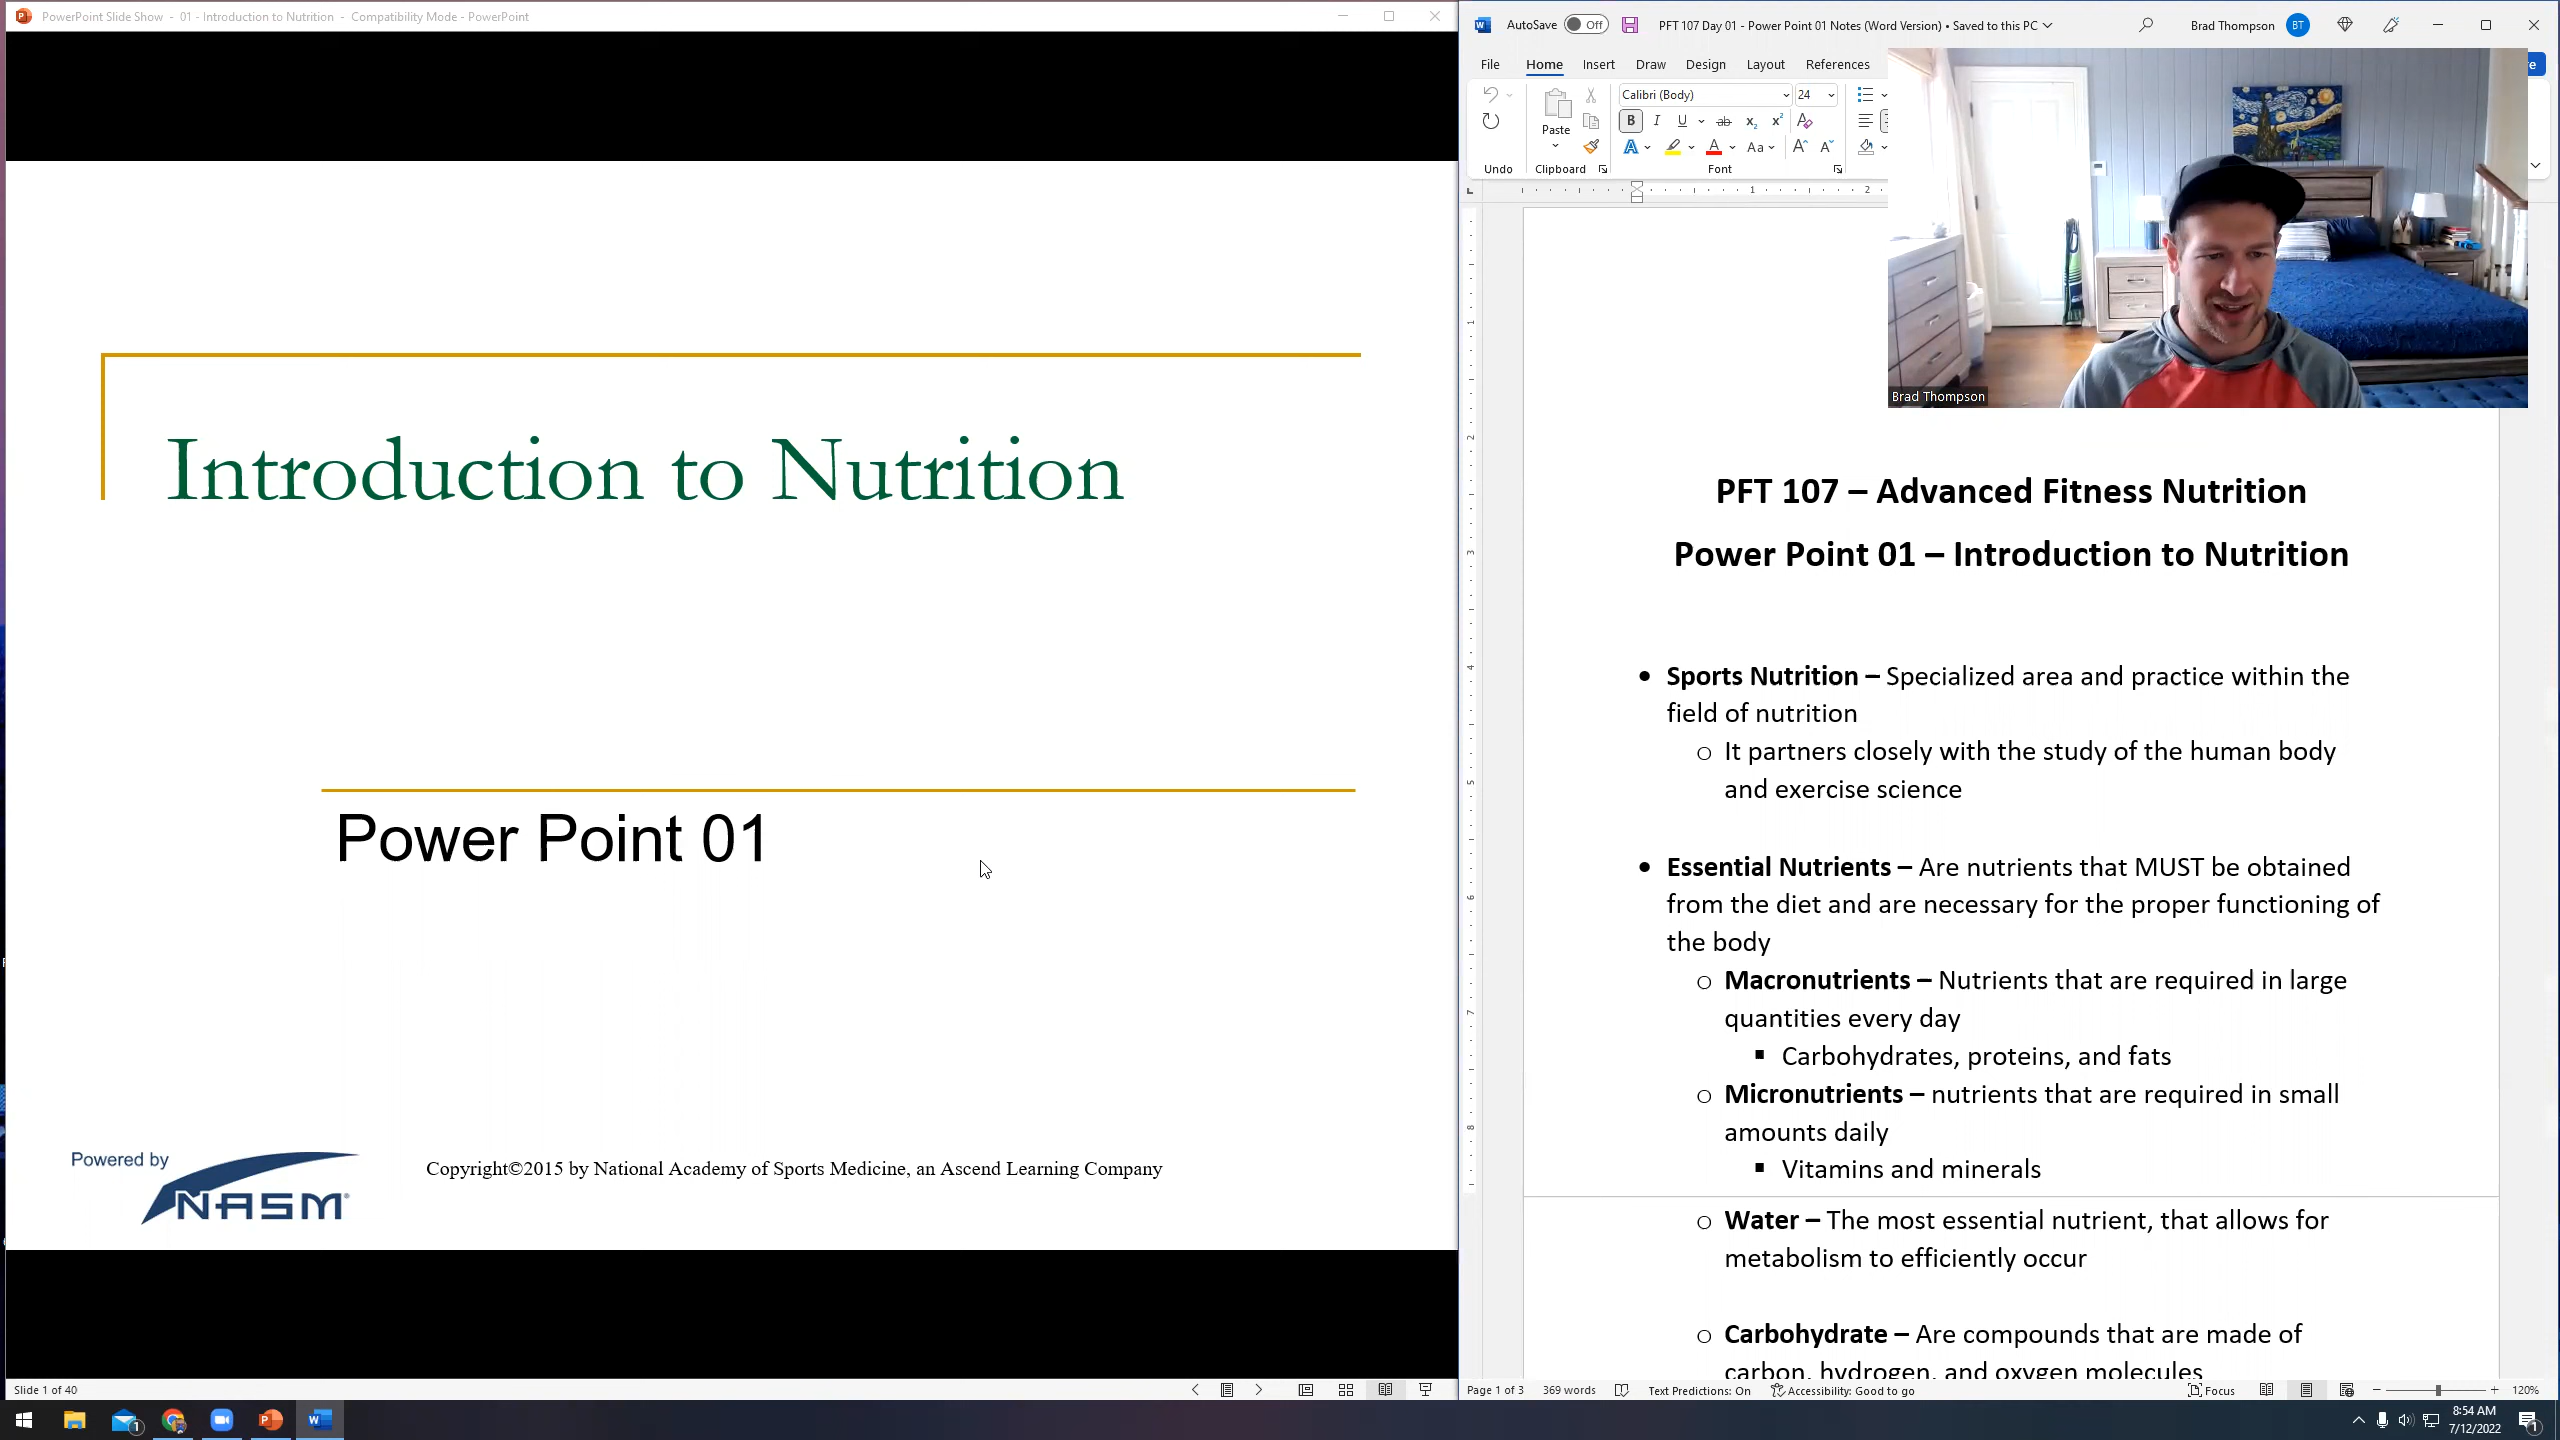 PowerPoint Slide Show - 01 - Introduction to Nutrition - Compatibility Mode - PowerPoint
Introduction to Nutrition
Power Point 01
Powered by
NASM
Copyright©2015 by National Academy of Sports Medicine, an Ascend Learning Company
Slide 1 of 40
AutoSave Off PFT 107 Day 01 - Power Point 01 Notes (Word Version) • Saved to this PC Brad Thompson BT
File Home Insert Draw Design Layout References
Calibri (Body) 24
Paste
B I U ab x₂ x² A
A A Aa A A
Undo Clipboard Font
1 2
Brad Thompson
PFT 107 – Advanced Fitness Nutrition
Power Point 01 – Introduction to Nutrition
• Sports Nutrition – Specialized area and practice within the
field of nutrition
o It partners closely with the study of the human body
and exercise science
• Essential Nutrients – Are nutrients that MUST be obtained
from the diet and are necessary for the proper functioning of
the body
o Macronutrients – Nutrients that are required in large
quantities every day
▪ Carbohydrates, proteins, and fats
o Micronutrients – nutrients that are required in small
amounts daily
▪ Vitamins and minerals
o Water – The most essential nutrient, that allows for
metabolism to efficiently occur
o Carbohydrate – Are compounds that are made of
carbon, hydrogen, and oxygen molecules
Page 1 of 3 369 words Text Predictions: On Accessibility: Good to go Focus 120%
8:54 AM
7/12/2022